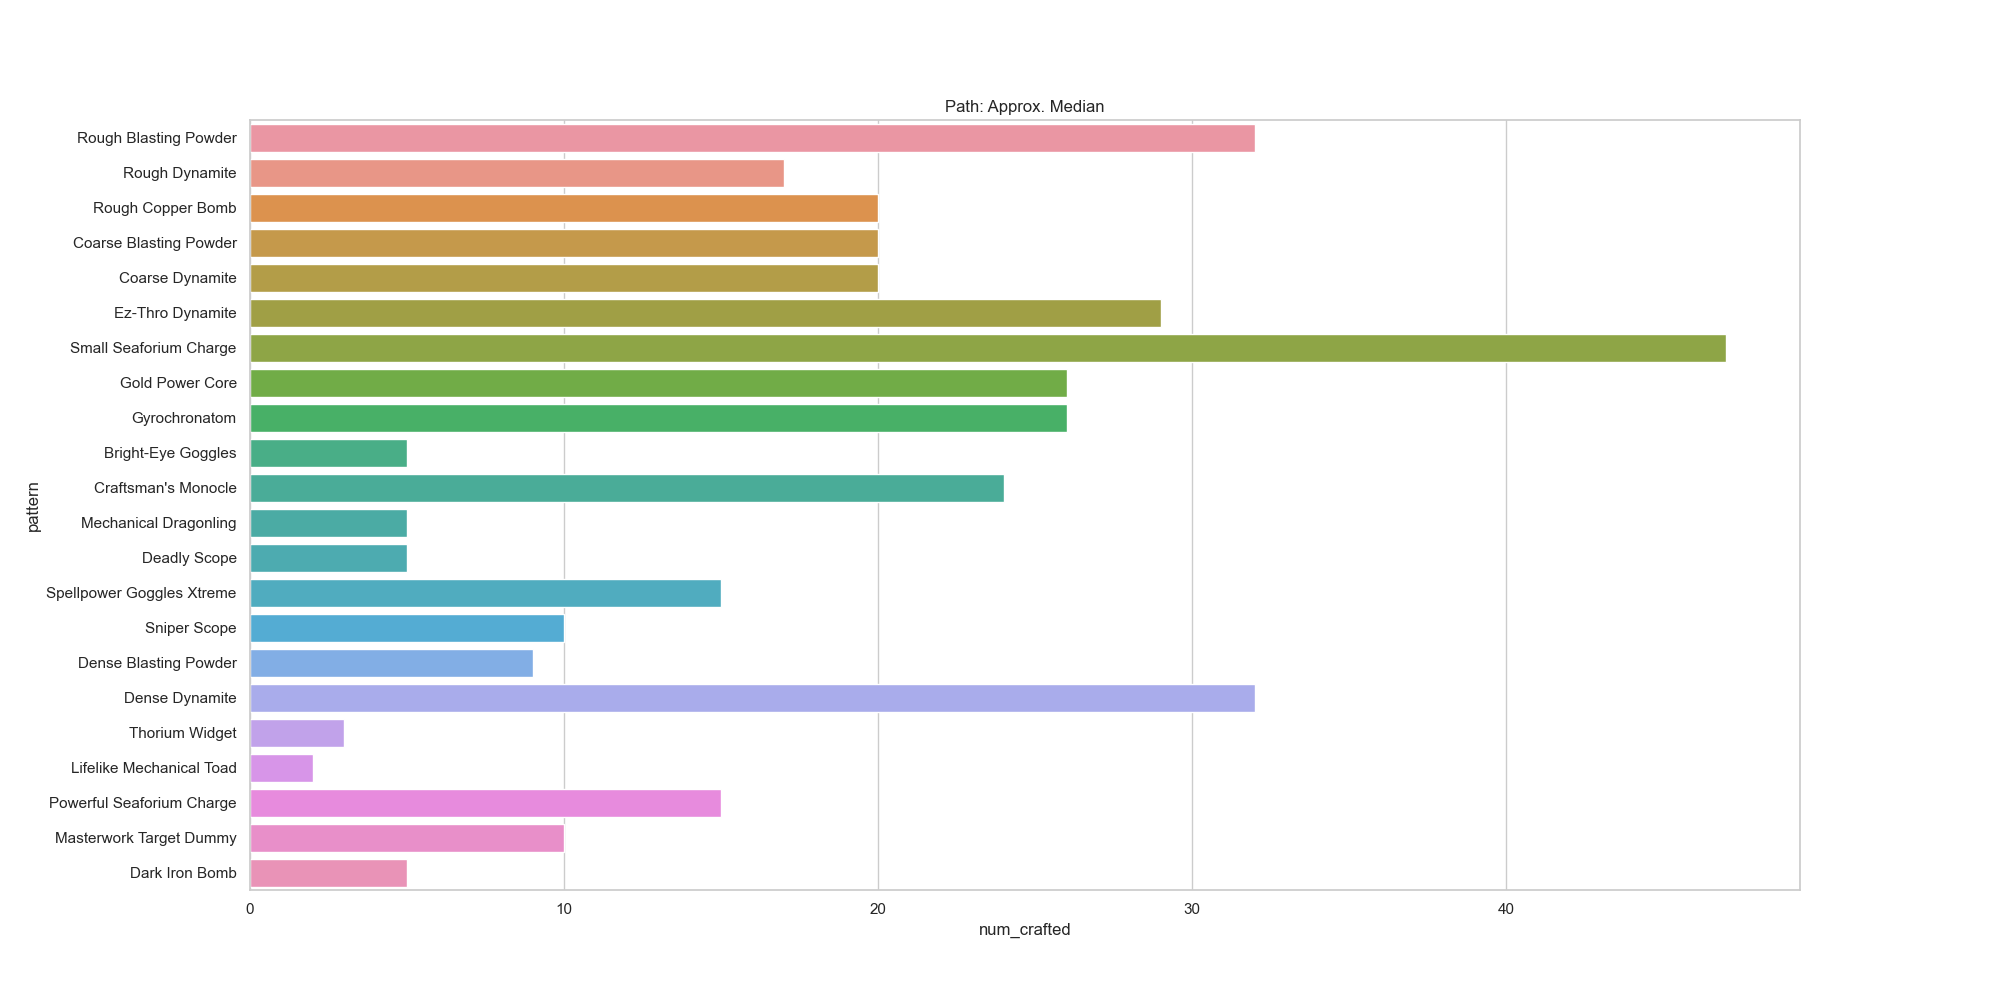 Path: Approx. Median
Rough Blasting Powder
Rough Dynamite
Rough Copper Bomb
Coarse Blasting Powder
Coarse Dynamite
Ez-Thro Dynamite
Small Seaforium Charge
Gold Power Core
Gyrochronatom
Bright-Eye Goggles
Craftsman's Monocle
Mechanical Dragonling
Deadly Scope
Spellpower Goggles Xtreme
Sniper Scope
Dense Blasting Powder
Dense Dynamite
Thorium Widget
Lifelike Mechanical Toad
Powerful Seaforium Charge
Masterwork Target Dummy
Dark Iron Bomb
pattern
0 10 20 30 40
num_crafted